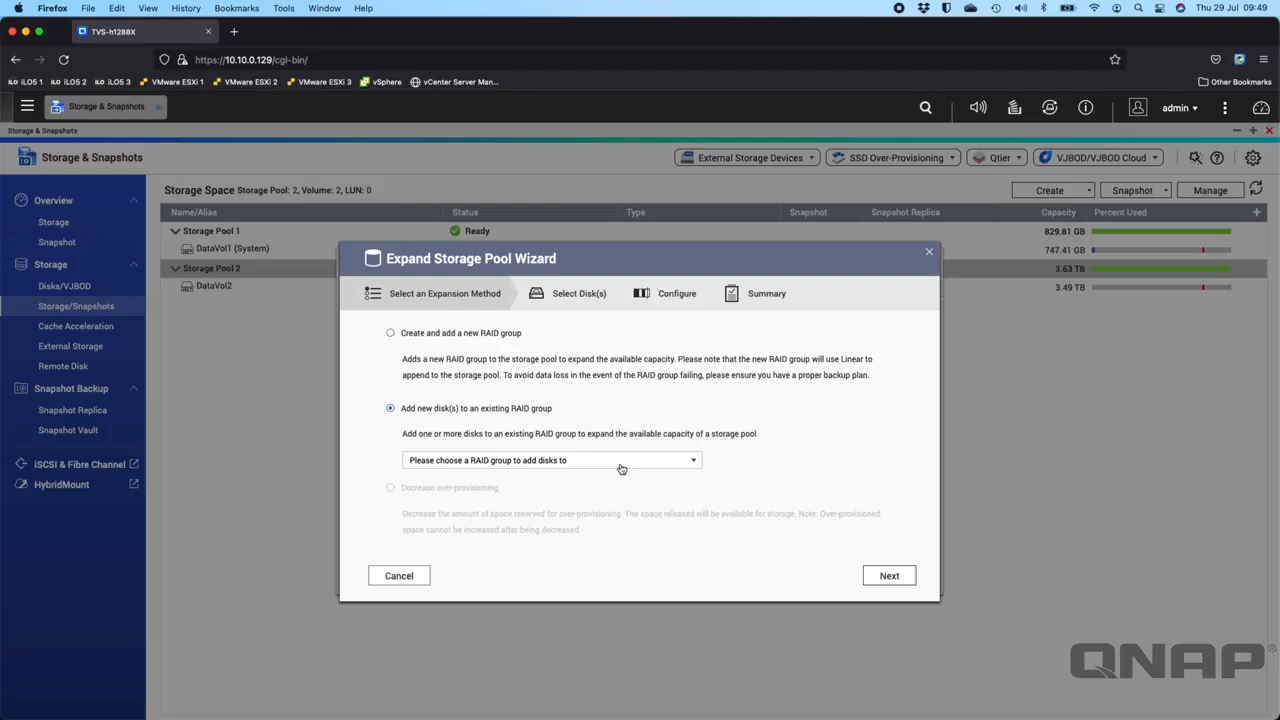 Firefox File Edit View History Bookmarks Tools Window Help Thu 29 Jul 09:49
TVS-h1288X
https://10.10.0.129/cgi-bin/
iLO5 1 iLO5 2 iLO5 3 VMware ESXi 1 VMware ESXi 2 VMware ESXi 3 vSphere vCenter Server Man... Other Bookmarks
Storage & Snapshots admin
Storage & Snapshots
Storage & Snapshots External Storage Devices SSD Over-Provisioning Qtier VJBOD/VJBOD Cloud
Overview
Storage
Snapshot
Storage
Disks/VJBOD
Storage/Snapshots
Cache Acceleration
External Storage
Remote Disk
Snapshot Backup
Snapshot Replica
Snapshot Vault
iSCSI & Fibre Channel
HybridMount
Storage Space Storage Pool: 2, Volume: 2, LUN: 0 Create Snapshot Manage
Name/Alias Status Type Snapshot Snapshot Replica Capacity Percent Used
Storage Pool 1 Ready 829.81 GB
DataVol1 (System) 747.41 GB
Storage Pool 2 3.63 TB
DataVol2 3.49 TB
Expand Storage Pool Wizard
Select an Expansion Method Select Disk(s) Configure Summary
Create and add a new RAID group
Adds a new RAID group to the storage pool to expand the available capacity. Please note that the new RAID group will use Linear to
append to the storage pool. To avoid data loss in the event of the RAID group failing, please ensure you have a proper backup plan.
Add new disk(s) to an existing RAID group
Add one or more disks to an existing RAID group to expand the available capacity of a storage pool.
Please choose a RAID group to add disks to
Decrease over-provisioning
Decrease the amount of space reserved for over-provisioning. The space released will be available for storage. Note: Over-provisioned
space cannot be increased after being decreased.
Cancel Next
QNAP